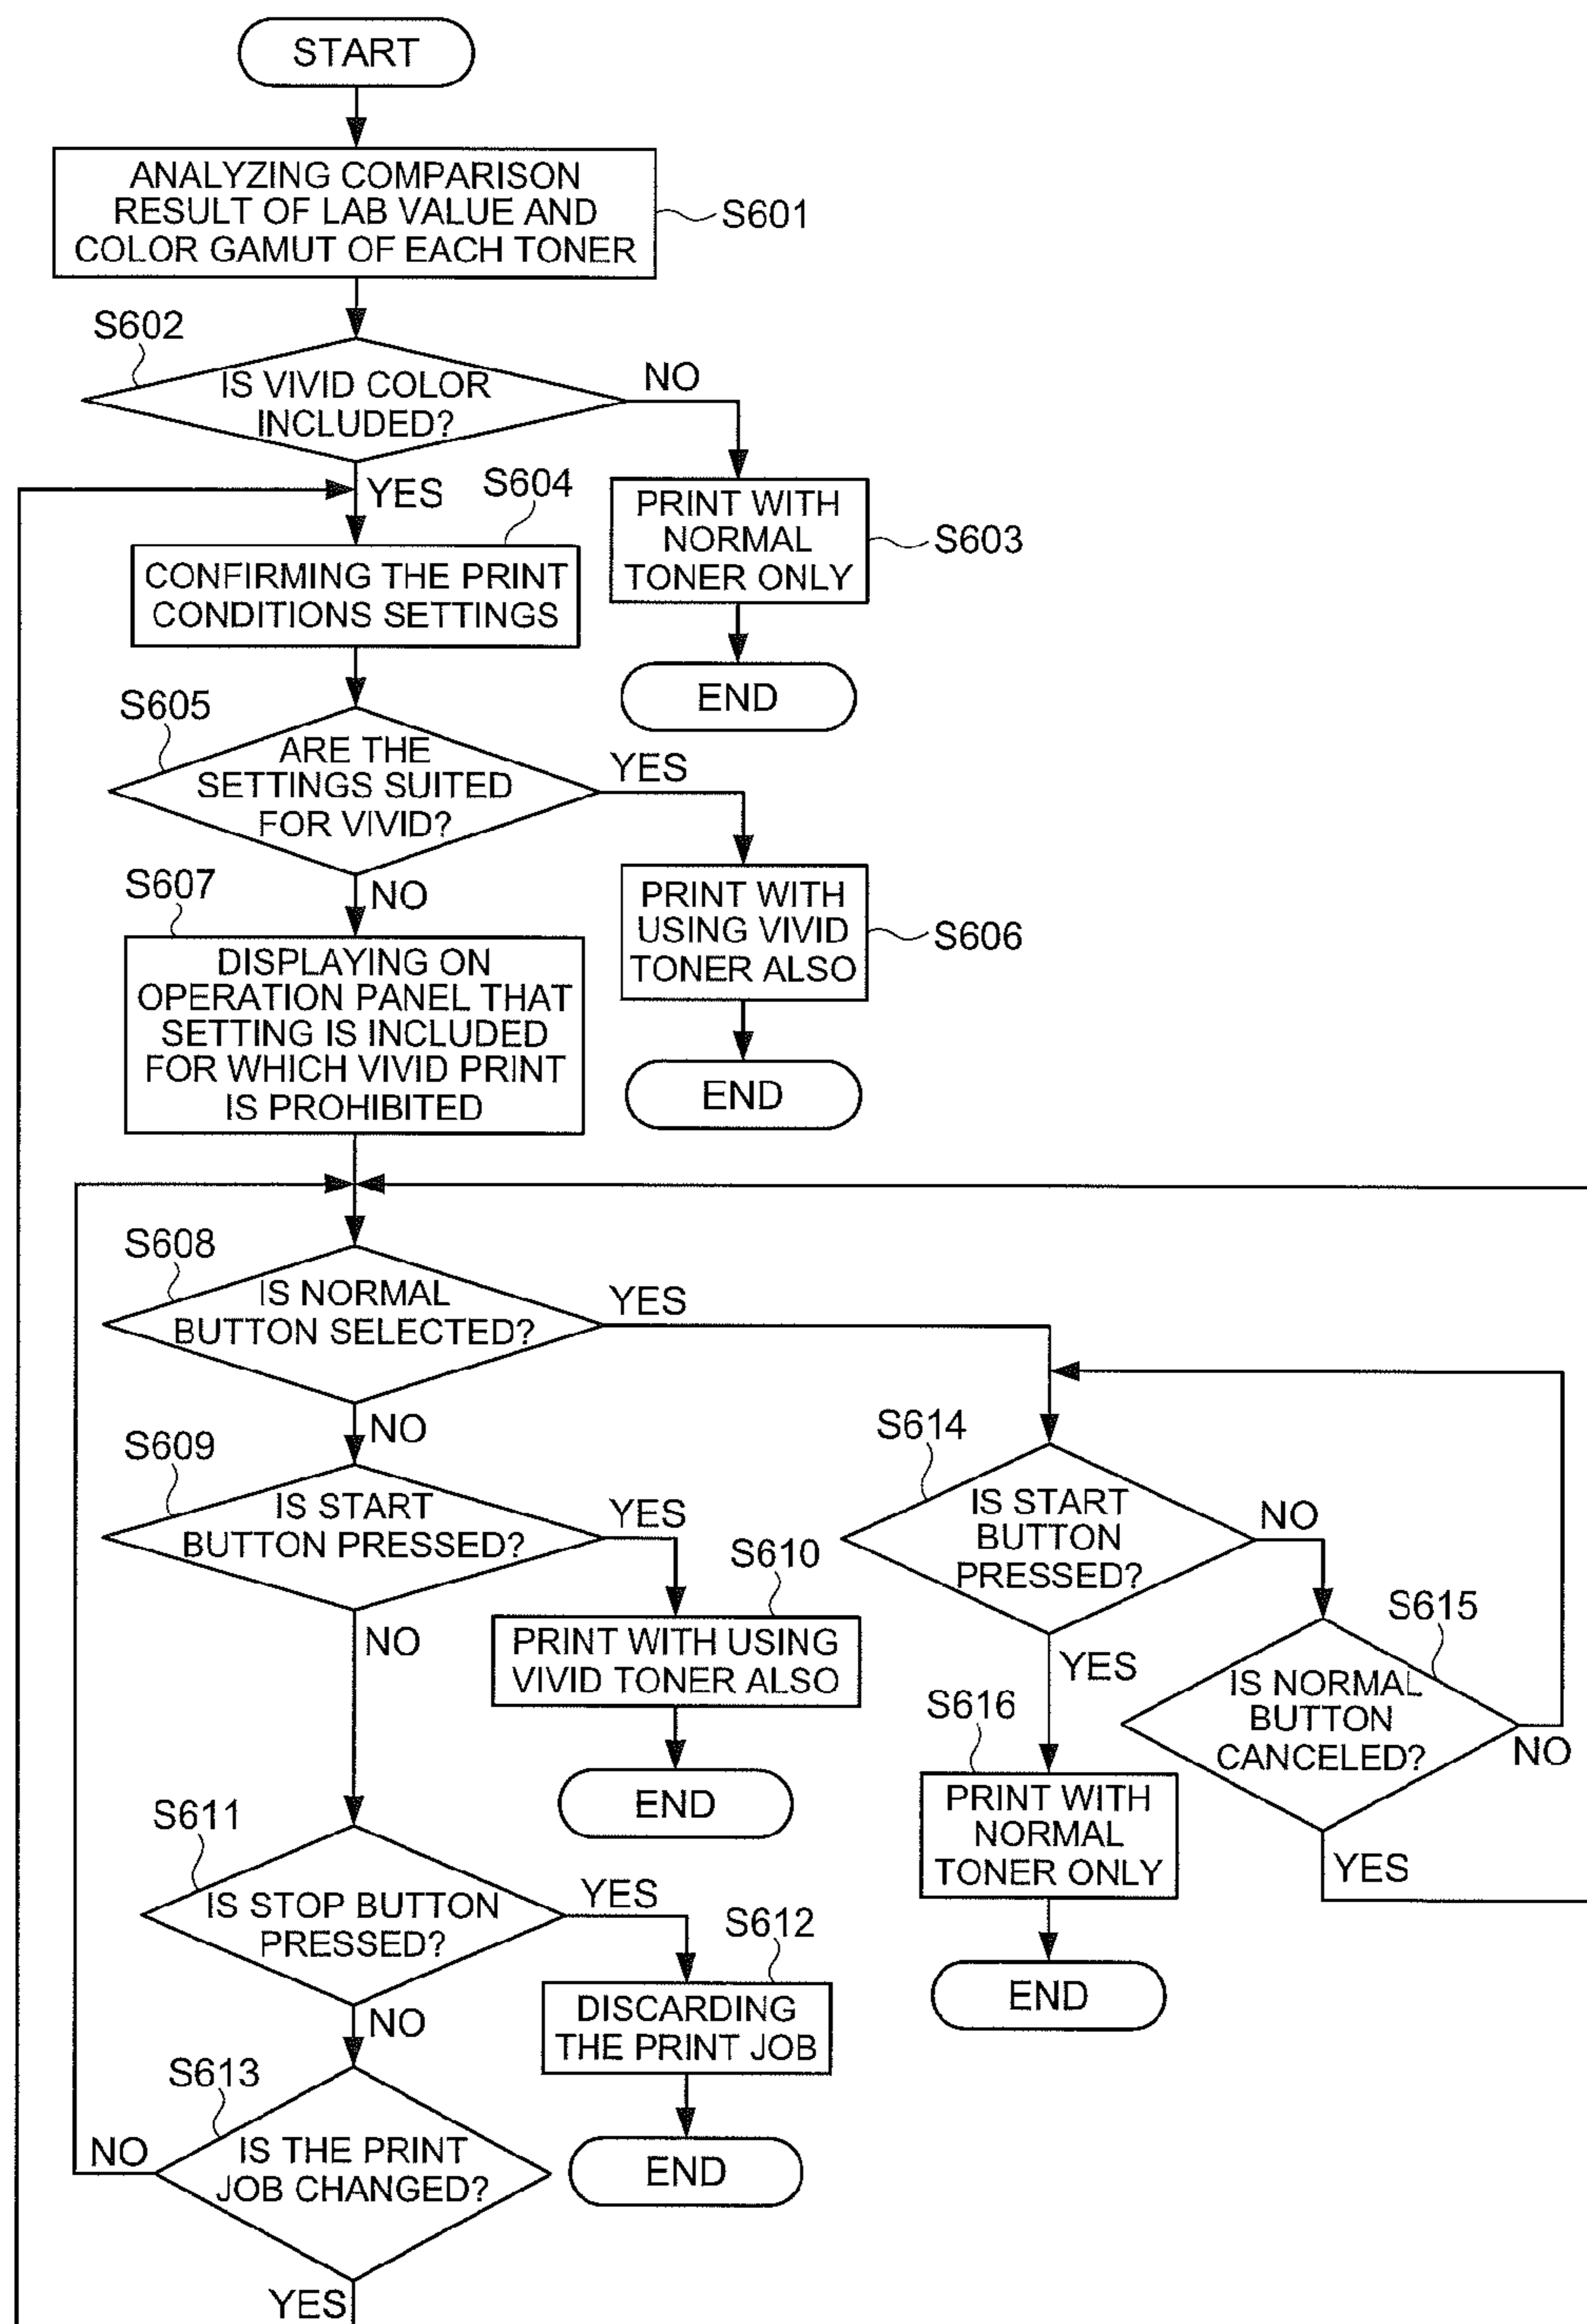 START
ANALYZING COMPARISON
RESULT OF LAB VALUE AND
COLOR GAMUT OF EACH TONER
S601
S602
IS VIVID COLOR
INCLUDED?
NO
YES
PRINT WITH
NORMAL
TONER ONLY
S603
END
S604
CONFIRMING THE PRINT
CONDITIONS SETTINGS
S605
ARE THE
SETTINGS SUITED
FOR VIVID?
YES
NO
PRINT WITH
USING VIVID
TONER ALSO
S606
END
S607
DISPLAYING ON
OPERATION PANEL THAT
SETTING IS INCLUDED
FOR WHICH VIVID PRINT
IS PROHIBITED
S608
IS NORMAL
BUTTON SELECTED?
YES
NO
S609
IS START
BUTTON PRESSED?
YES
NO
S610
PRINT WITH USING
VIVID TONER ALSO
END
S611
IS STOP BUTTON
PRESSED?
YES
NO
S612
DISCARDING
THE PRINT JOB
END
S613
IS THE PRINT
JOB CHANGED?
NO
YES
S614
IS START
BUTTON
PRESSED?
NO
YES
S615
IS NORMAL
BUTTON
CANCELED?
NO
YES
S616
PRINT WITH
NORMAL
TONER ONLY
END